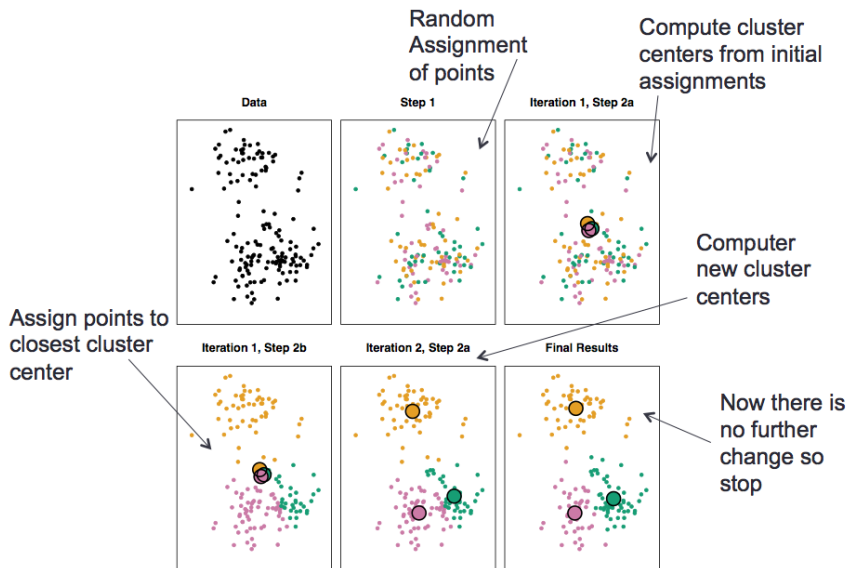 Random
Assignment
of points
Compute cluster
centers from initial
assignments
Data
Step 1
Iteration 1, Step 2a
Computer
new cluster
centers
Assign points to
closest cluster
center
Iteration 1, Step 2b
Iteration 2, Step 2a
Final Results
Now there is
no further
change so
stop